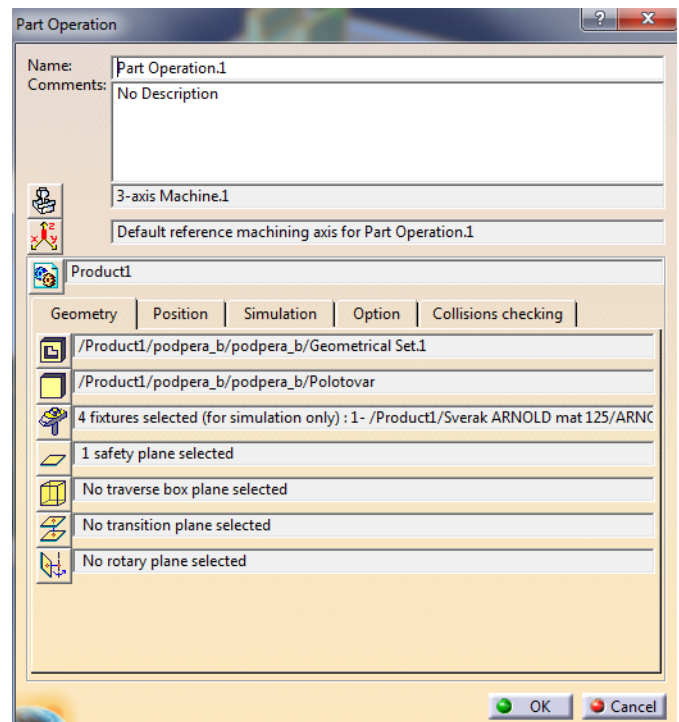 Part Operation
Name:
Part Operation.1
Comments:
No Description
3-axis Machine.1
Default reference machining axis for Part Operation.1
Product1
Geometry Position Simulation Option Collisions checking
/Product1/podpera_b/podpera_b/Geometrical Set.1
/Product1/podpera_b/podpera_b/Polotovar
4 fixtures selected (for simulation only) : 1- /Product1/Sverak ARNOLD mat 125/ARNO
1 safety plane selected
No traverse box plane selected
No transition plane selected
No rotary plane selected
OK Cancel